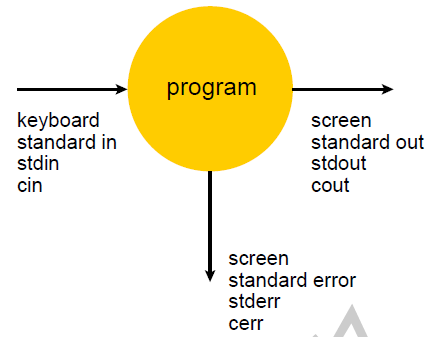 program
keyboard
standard in
stdin
cin
screen
standard out
stdout
cout
screen
standard error
stderr
cerr